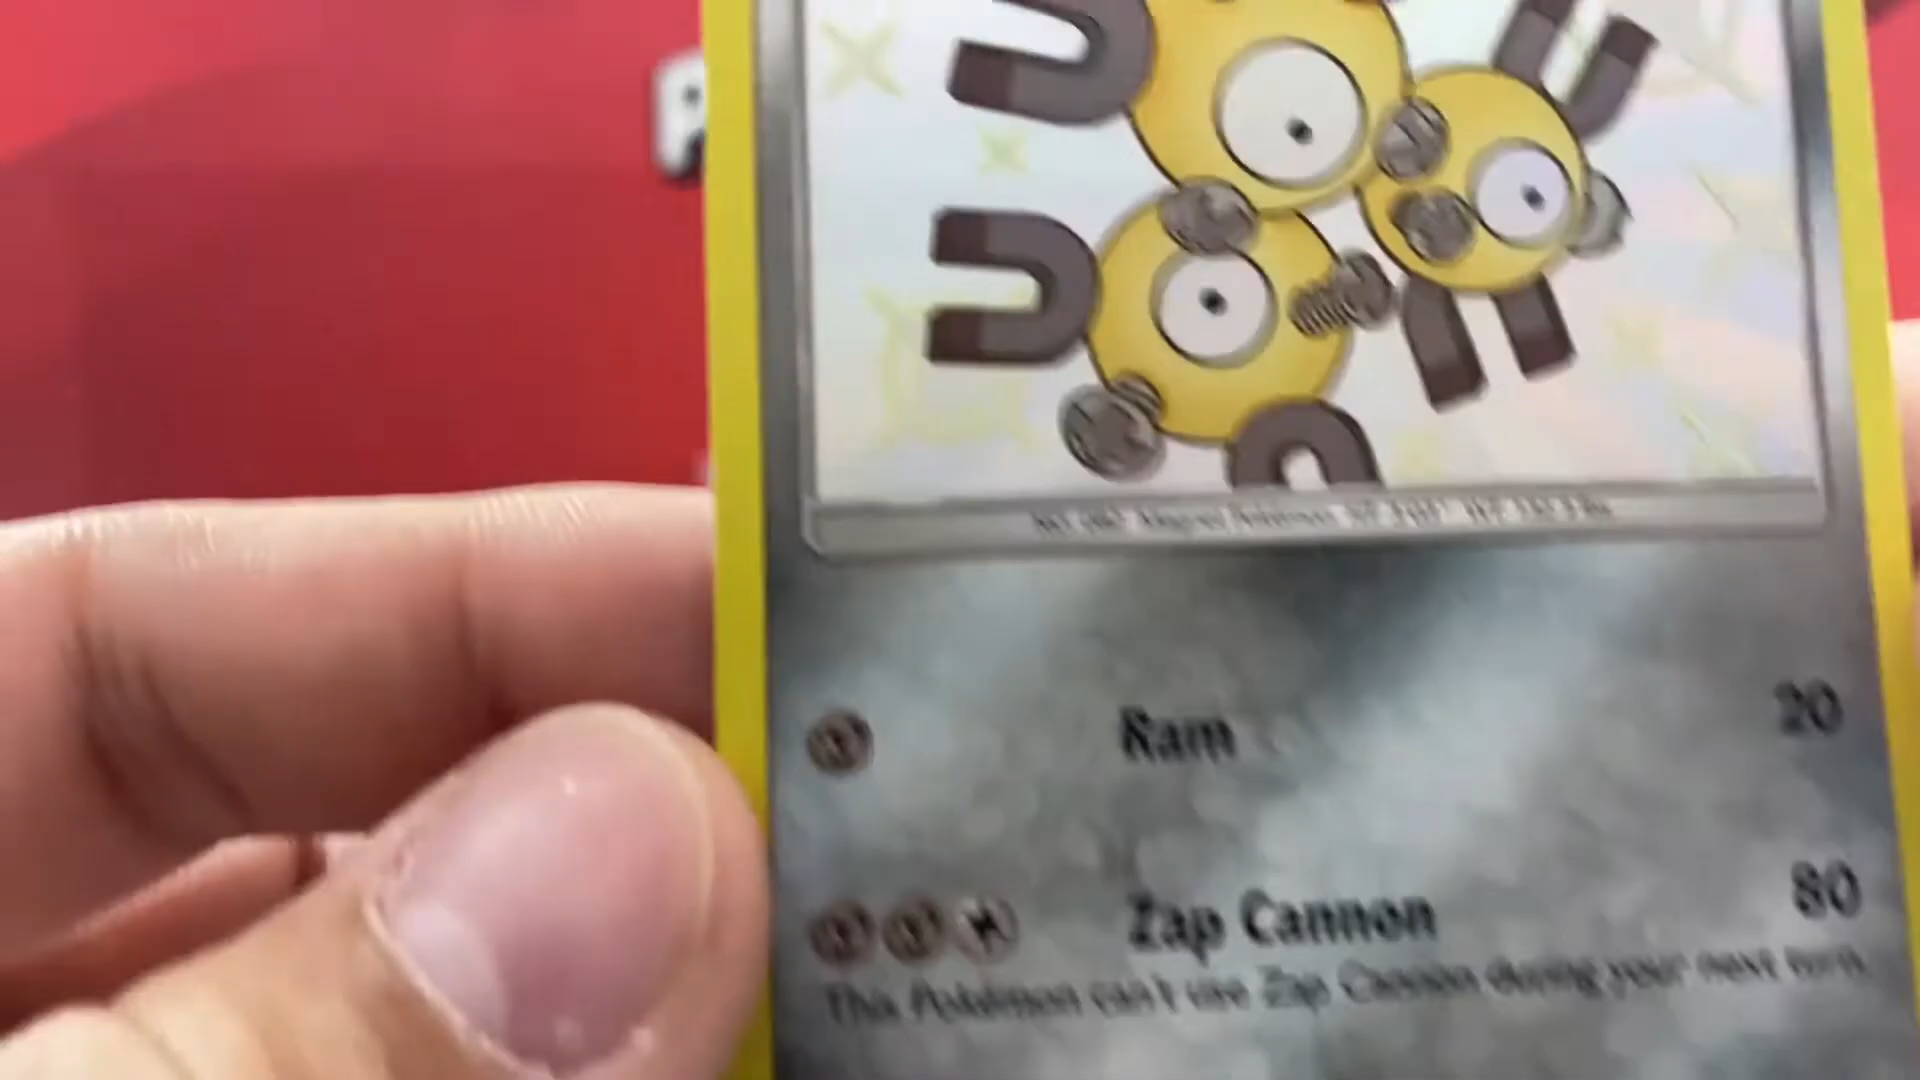 Ram 20
Zap Cannon 80
This Pokémon can't use Zap Cannon during your next turn.